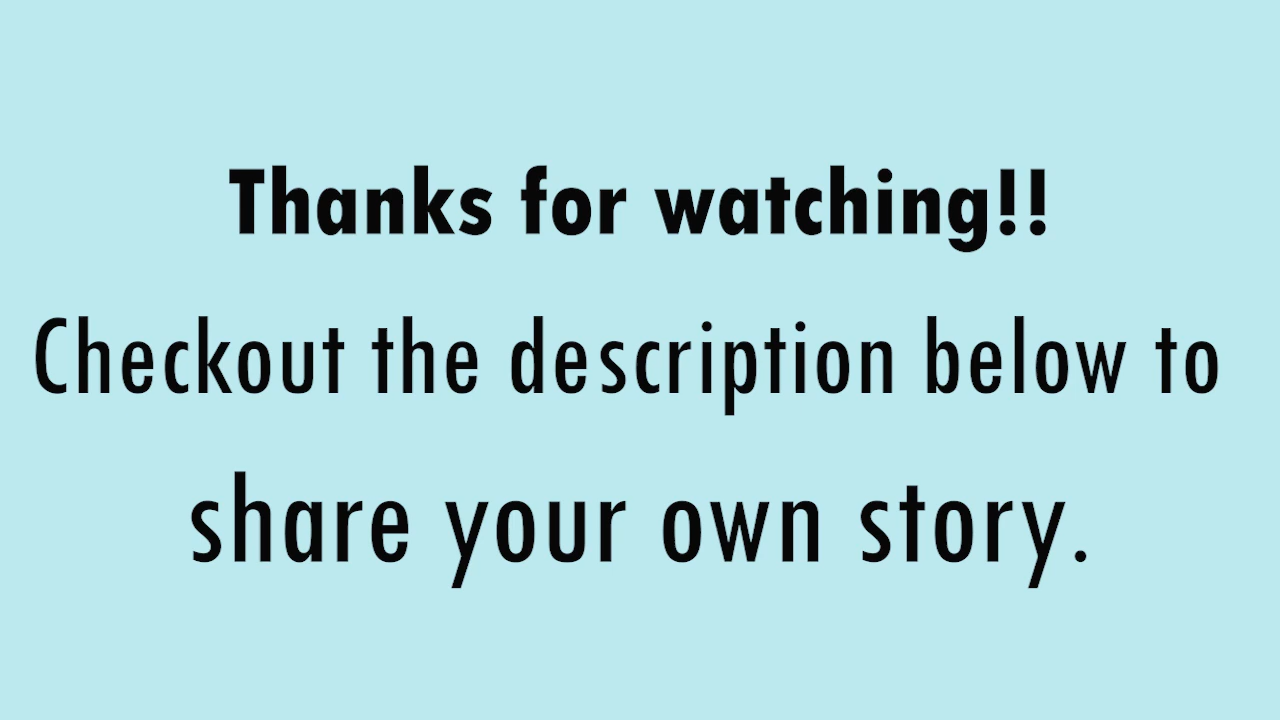 Thanks for watching!!
Checkout the description below to
share your own story.